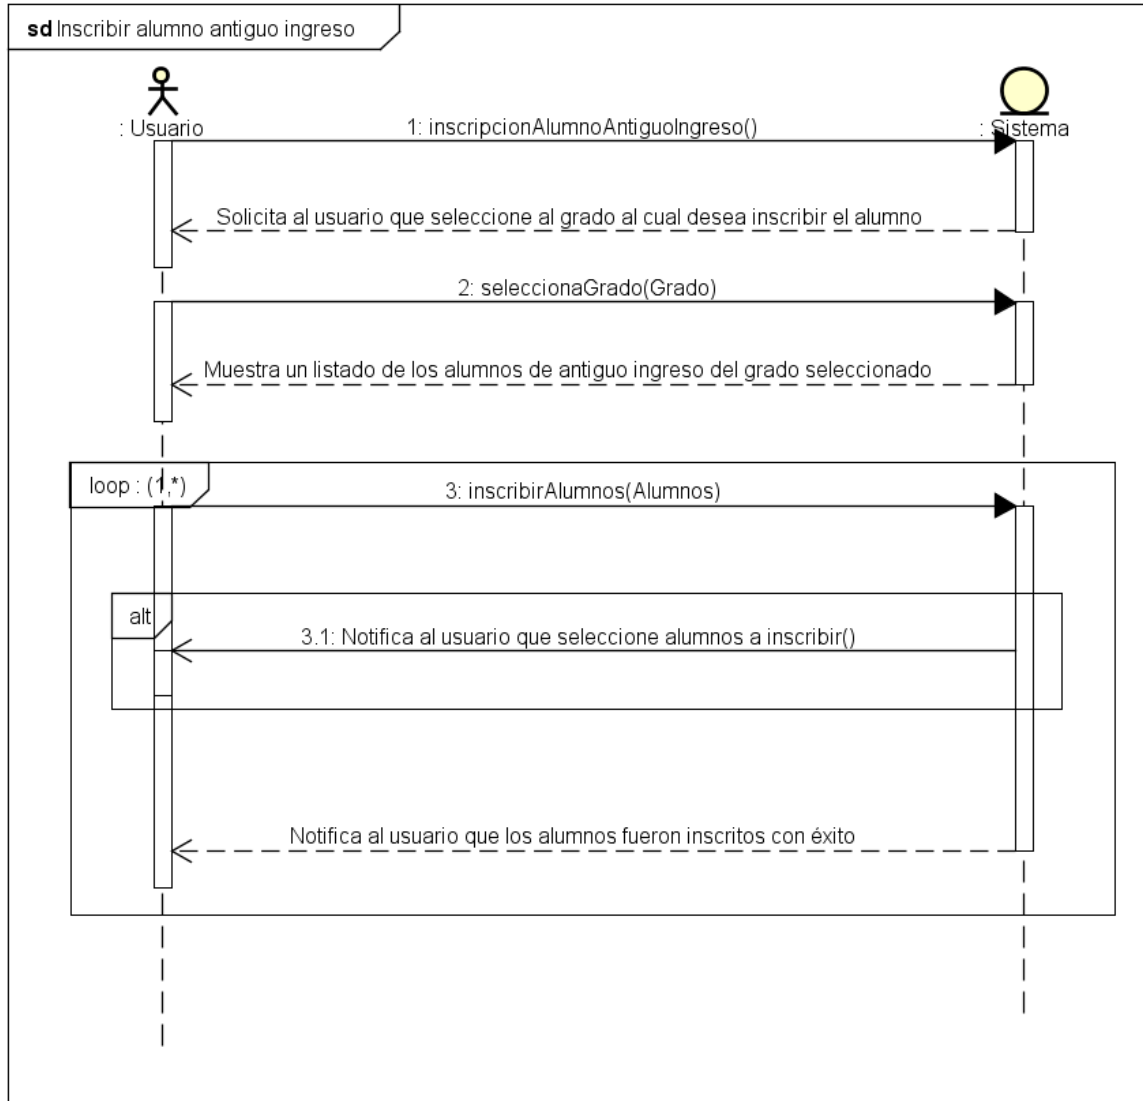 sd Inscribir alumno antiguo ingreso
: Usuario
: Sistema
1: inscripcionAlumnoAntiguoIngreso()
Solicita al usuario que seleccione al grado al cual desea inscribir el alumno
2: seleccionaGrado(Grado)
Muestra un listado de los alumnos de antiguo ingreso del grado seleccionado
loop : (1,*)
3: inscribirAlumnos(Alumnos)
alt
3.1: Notifica al usuario que seleccione alumnos a inscribir()
Notifica al usuario que los alumnos fueron inscritos con éxito